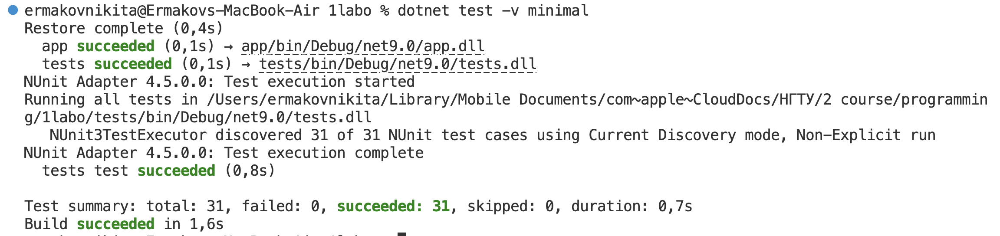 ermakovnikita@Ermakovs-MacBook-Air 1labo % dotnet test -v minimal
Restore complete (0,4s)
app succeeded (0,1s) → app/bin/Debug/net9.0/app.dll
tests succeeded (0,1s) → tests/bin/Debug/net9.0/tests.dll
NUnit Adapter 4.5.0.0: Test execution started
Running all tests in /Users/ermakovnikita/Library/Mobile Documents/com~apple~CloudDocs/НГТУ/2 course/programmin
g/1labo/tests/bin/Debug/net9.0/tests.dll
NUnit3TestExecutor discovered 31 of 31 NUnit test cases using Current Discovery mode, Non-Explicit run
NUnit Adapter 4.5.0.0: Test execution complete
tests test succeeded (0,8s)
Test summary: total: 31, failed: 0, succeeded: 31, skipped: 0, duration: 0,7s
Build succeeded in 1,6s